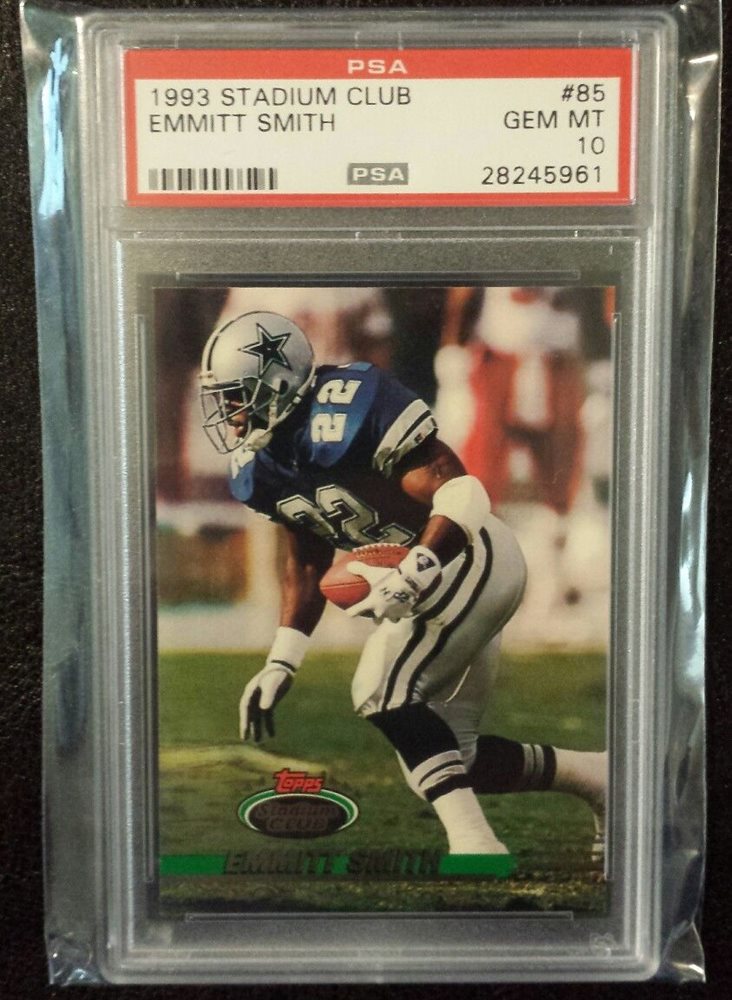 PSA
1993 STADIUM CLUB #85
EMMITT SMITH GEM MT
10
PSA 28245961
22
22
Topps
Stadium
CLUB
EMMITT SMITH